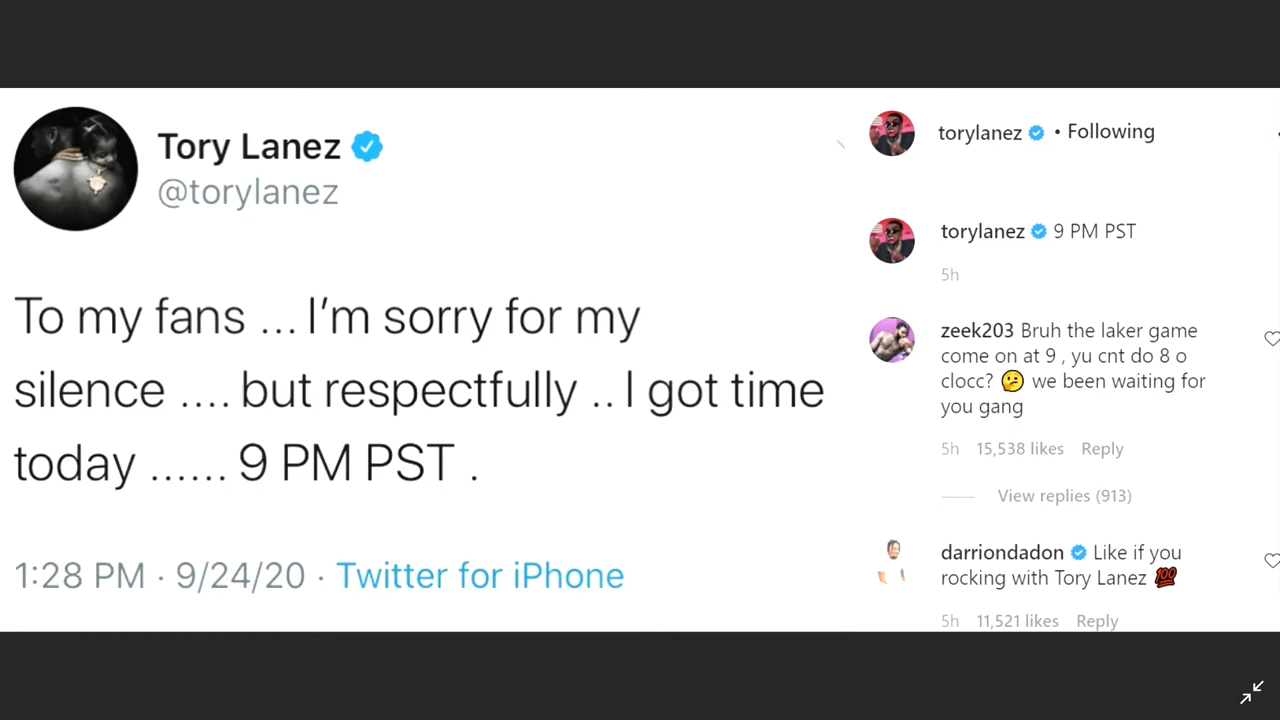 Tory Lanez
@torylanez
To my fans ... I'm sorry for my
silence .... but respectfully .. I got time
today ...... 9 PM PST .
1:28 PM · 9/24/20 · Twitter for iPhone
torylanez • Following
torylanez 9 PM PST
5h
zeek203 Bruh the laker game
come on at 9 , yu cnt do 8 o
clocc? 🤔 we been waiting for
you gang
5h 15,538 likes Reply
View replies (913)
darriondadon Like if you
rocking with Tory Lanez 💯
5h 11,521 likes Reply